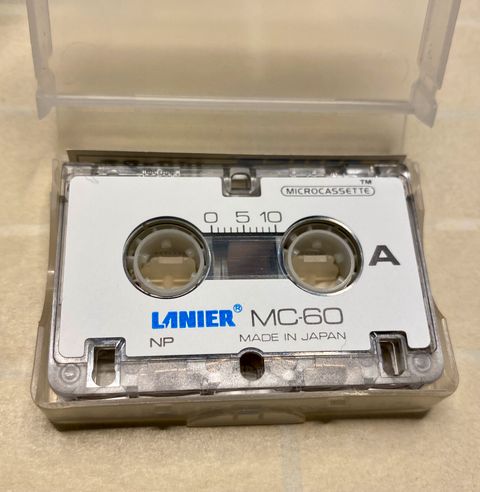 MICROCASSETTE™
0 5 10
A
LANIER® MC-60
NP MADE IN JAPAN